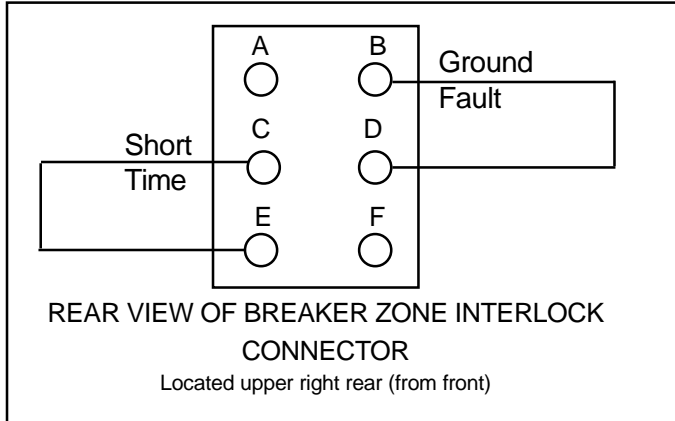 A B
Ground
Fault
C D
Short
Time
E F
REAR VIEW OF BREAKER ZONE INTERLOCK
CONNECTOR
Located upper right rear (from front)